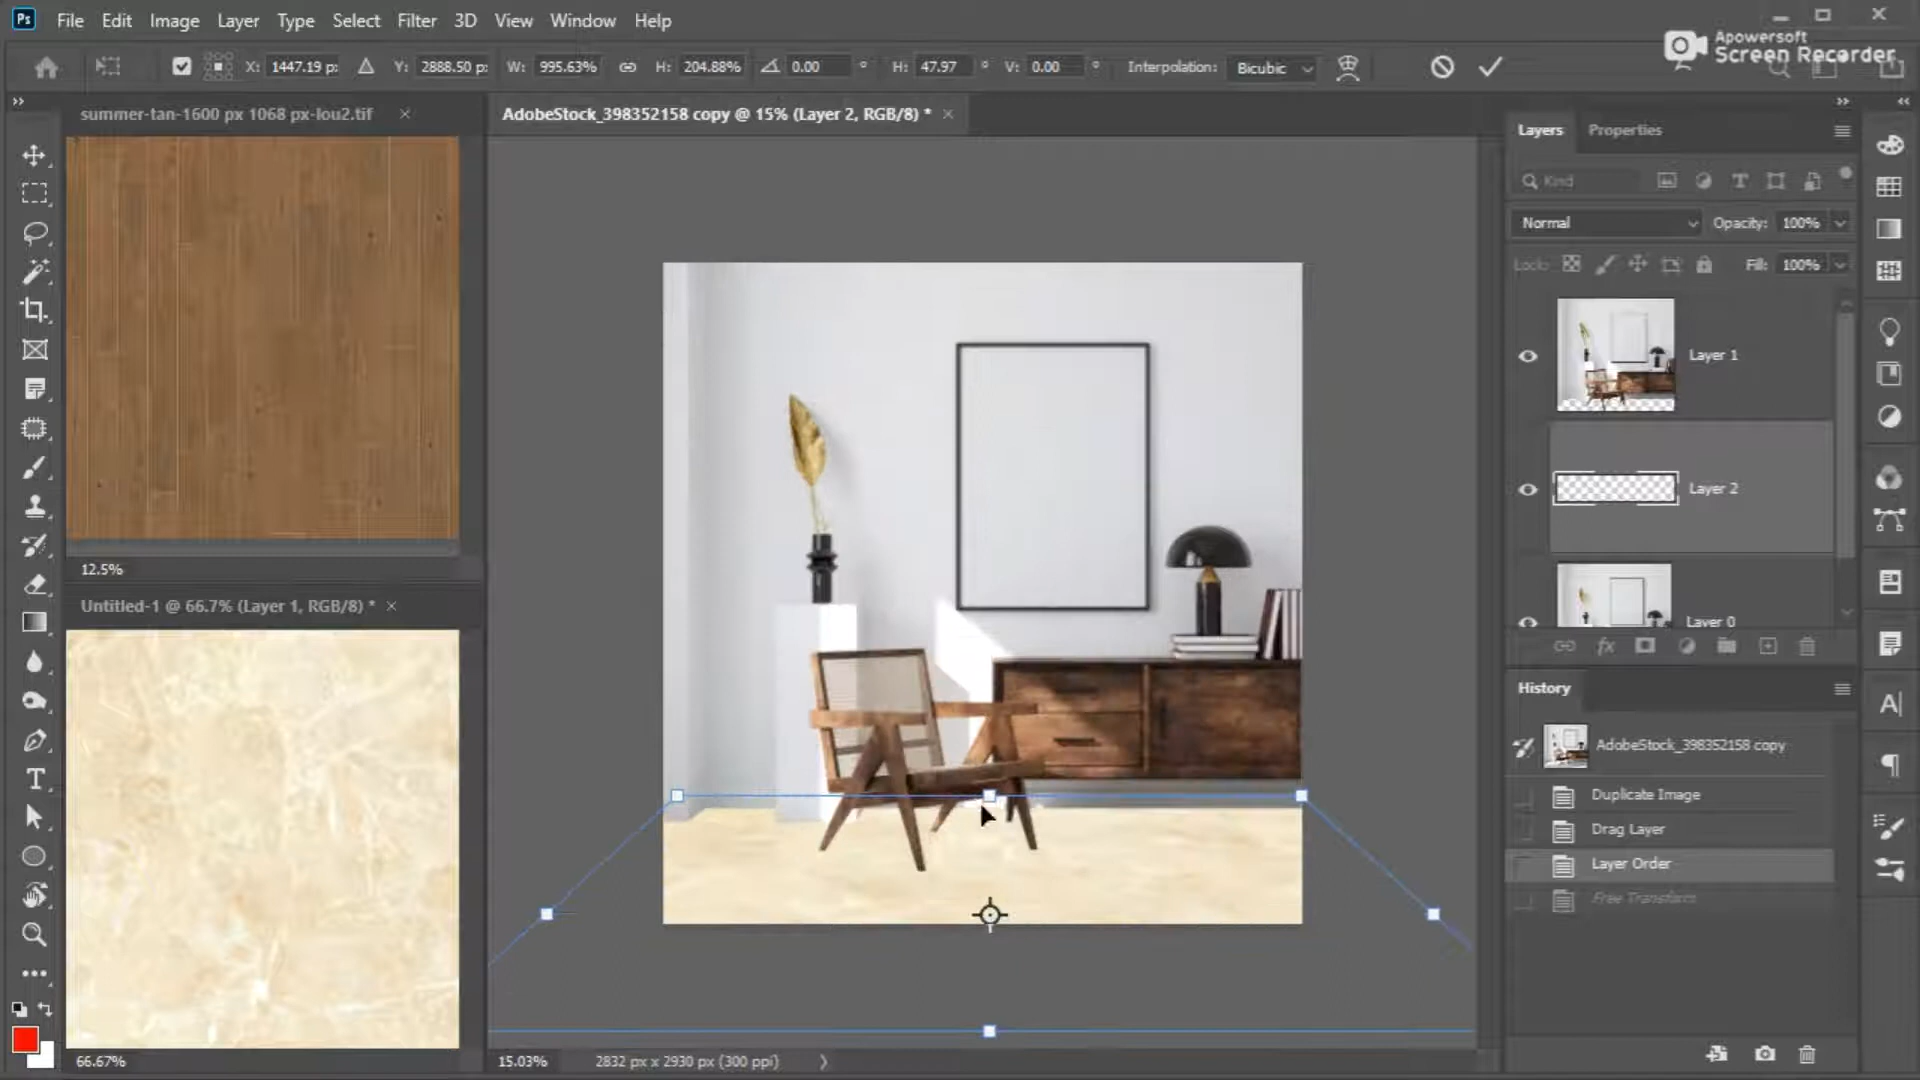 Ps File Edit Image Layer Type Select Filter 3D View Window Help
Apowersoft
Screen Recorder
X: 1447.19 p: Y: 2888.50 p: W: 995.63% H: 204.88% 0.00 ° H: 47.97 ° V: 0.00 ° Interpolation: Bicubic
summer-tan-1600 px 1068 px-lou2.tif ×
AdobeStock_398352158 copy @ 15% (Layer 2, RGB/8) * ×
Layers Properties
Kind
Normal Opacity: 100%
Lock: Fill: 100%
Layer 1
Layer 2
Layer 0
12.5%
Untitled-1 @ 66.7% (Layer 1, RGB/8) * ×
History
AdobeStock_398352158 copy
Duplicate Image
Drag Layer
Layer Order
Free Transform
66.67%
15.03% 2832 px x 2930 px (300 ppi)